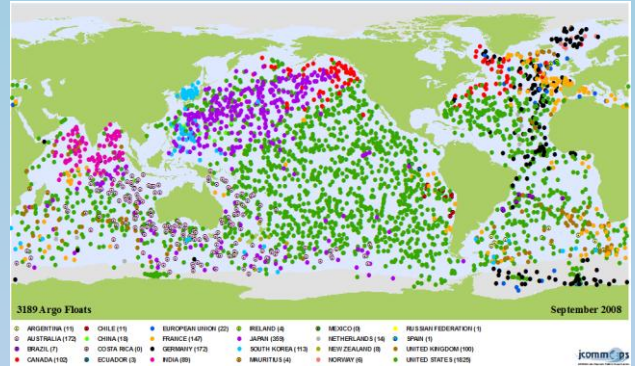 3189 Argo Floats September 2008
ARGENTINA (11) CHILE (11) EUROPEAN UNION (22) IRELAND (4) MEXICO (0) RUSSIAN FEDERATION (1)
AUSTRALIA (172) CHINA (18) FRANCE (147) JAPAN (359) NETHERLANDS (14) SPAIN (1)
BRAZIL (7) COSTA RICA (0) GERMANY (172) SOUTH KOREA (113) NEW ZEALAND (8) UNITED KINGDOM (100)
CANADA (102) ECUADOR (3) INDIA (89) MAURITIUS (4) NORWAY (6) UNITED STATES (1825)
jcommops